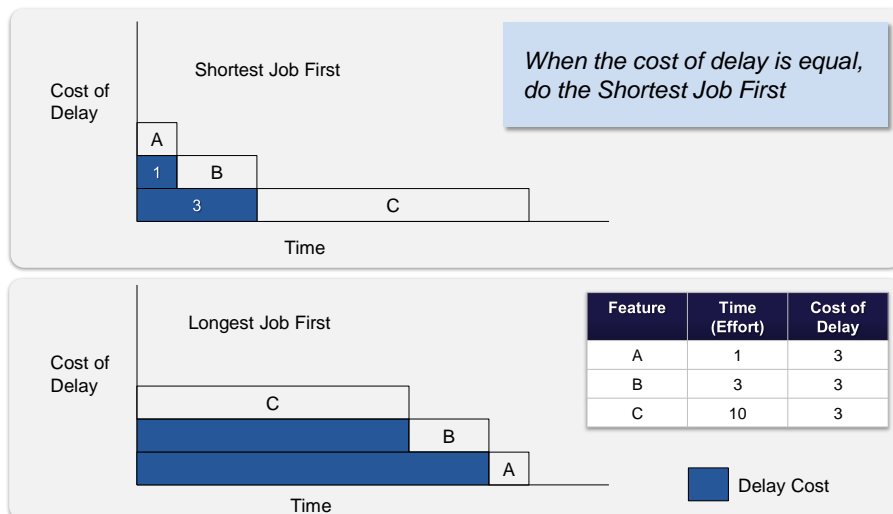 Shortest Job First
When the cost of delay is equal,
do the Shortest Job First
Cost of
Delay
A
1
B
3
C
Time
Longest Job First
Cost of
Delay
C
B
A
Time
Feature Time (Effort) Cost of Delay
A 1 3
B 3 3
C 10 3
Delay Cost